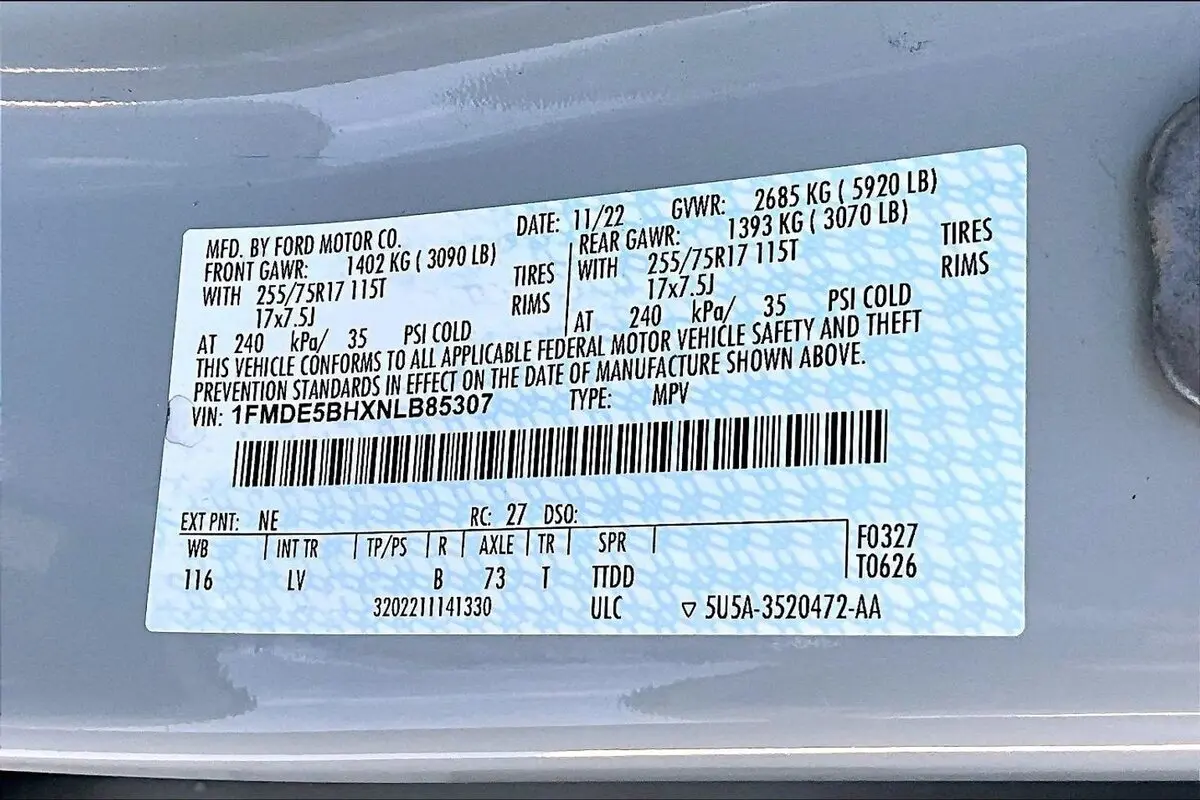 MFD. BY FORD MOTOR CO. DATE: 11/22 GVWR: 2685 KG ( 5920 LB)
FRONT GAWR: 1402 KG ( 3090 LB) REAR GAWR: 1393 KG ( 3070 LB)
WITH 255/75R17 115T TIRES WITH 255/75R17 115T TIRES
17x7.5J RIMS 17x7.5J RIMS
AT 240 kPa/ 35 PSI COLD AT 240 kPa/ 35 PSI COLD
THIS VEHICLE CONFORMS TO ALL APPLICABLE FEDERAL MOTOR VEHICLE SAFETY AND THEFT
PREVENTION STANDARDS IN EFFECT ON THE DATE OF MANUFACTURE SHOWN ABOVE.
VIN: 1FMDE5BHXNLB85307 TYPE: MPV
EXT PNT: NE RC: 27 DSO:
WB INT TR TP/PS R AXLE TR SPR F0327
116 LV B 73 T TTDD T0626
3202211141330 ULC ▽ 5U5A-3520472-AA